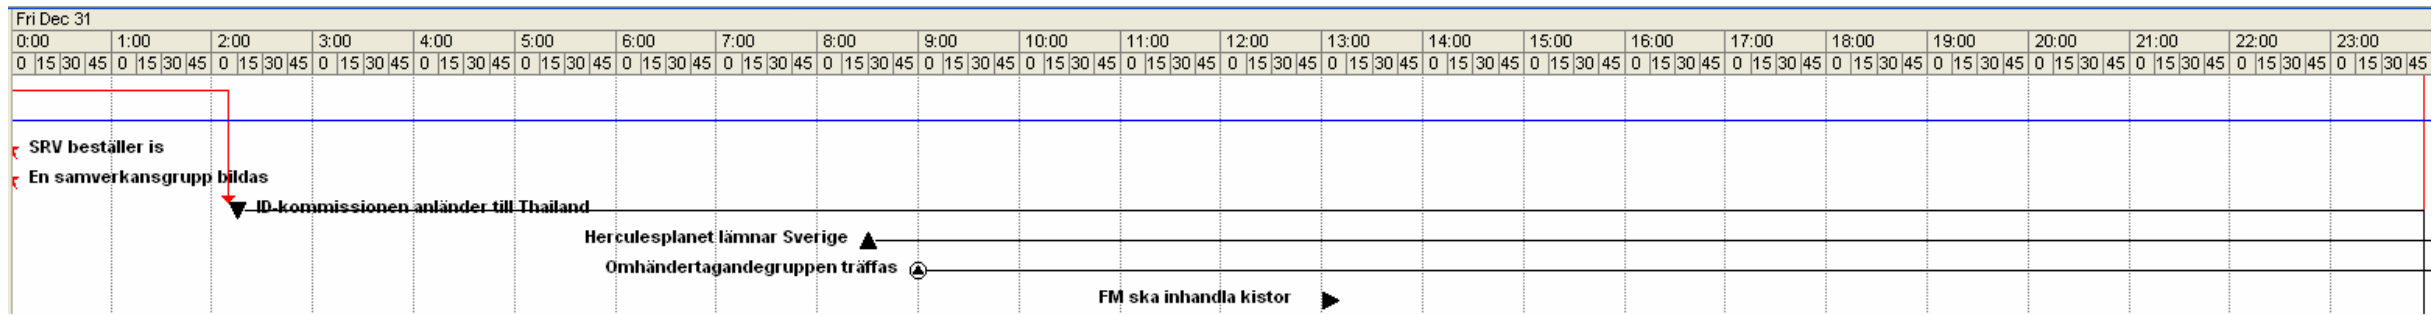 Fri Dec 31
0:00 1:00 2:00 3:00 4:00 5:00 6:00 7:00 8:00 9:00 10:00 11:00 12:00 13:00 14:00 15:00 16:00 17:00 18:00 19:00 20:00 21:00 22:00 23:00
0 15 30 45 0 15 30 45 0 15 30 45 0 15 30 45 0 15 30 45 0 15 30 45 0 15 30 45 0 15 30 45 0 15 30 45 0 15 30 45 0 15 30 45 0 15 30 45 0 15 30 45 0 15 30 45 0 15 30 45 0 15 30 45 0 15 30 45 0 15 30 45 0 15 30 45 0 15 30 45 0 15 30 45 0 15 30 45 0 15 30 45 0 15 30 45
SRV beställer is
En samverkansgrupp bildas
ID-kommissionen anländer till Thailand
Herculesplanet lämnar Sverige
Omhändertagandegruppen träffas
FM ska inhandla kistor